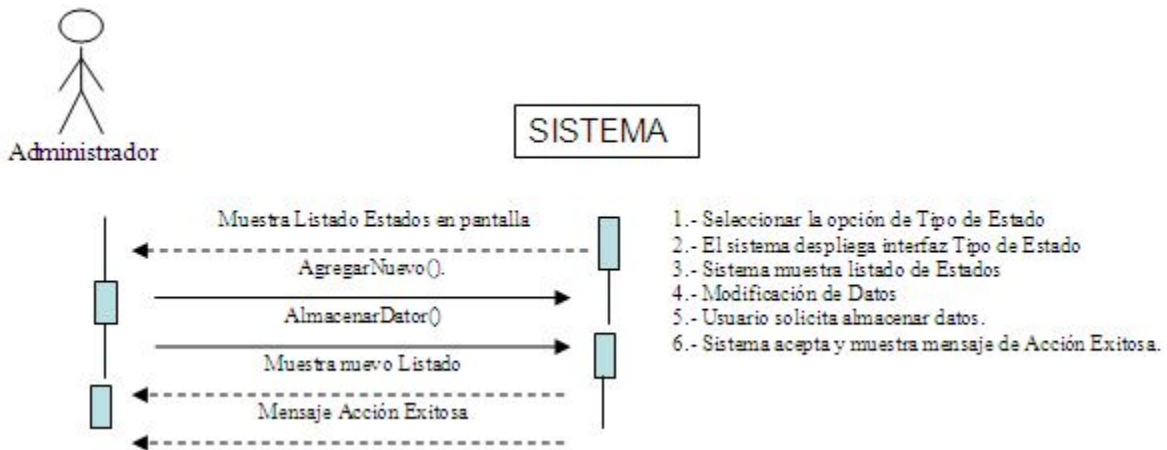 SISTEMA
Administrador
Muestra Listado Estados en pantalla
AgregarNuevo().
AlmacenarDator()
Muestra nuevo Listado
Mensaje Acción Exitosa
1.- Seleccionar la opción de Tipo de Estado
2.- El sistema despliega interfaz Tipo de Estado
3.- Sistema muestra listado de Estados
4.- Modificación de Datos
5.- Usuario solicita almacenar datos.
6.- Sistema acepta y muestra mensaje de Acción Exitosa.